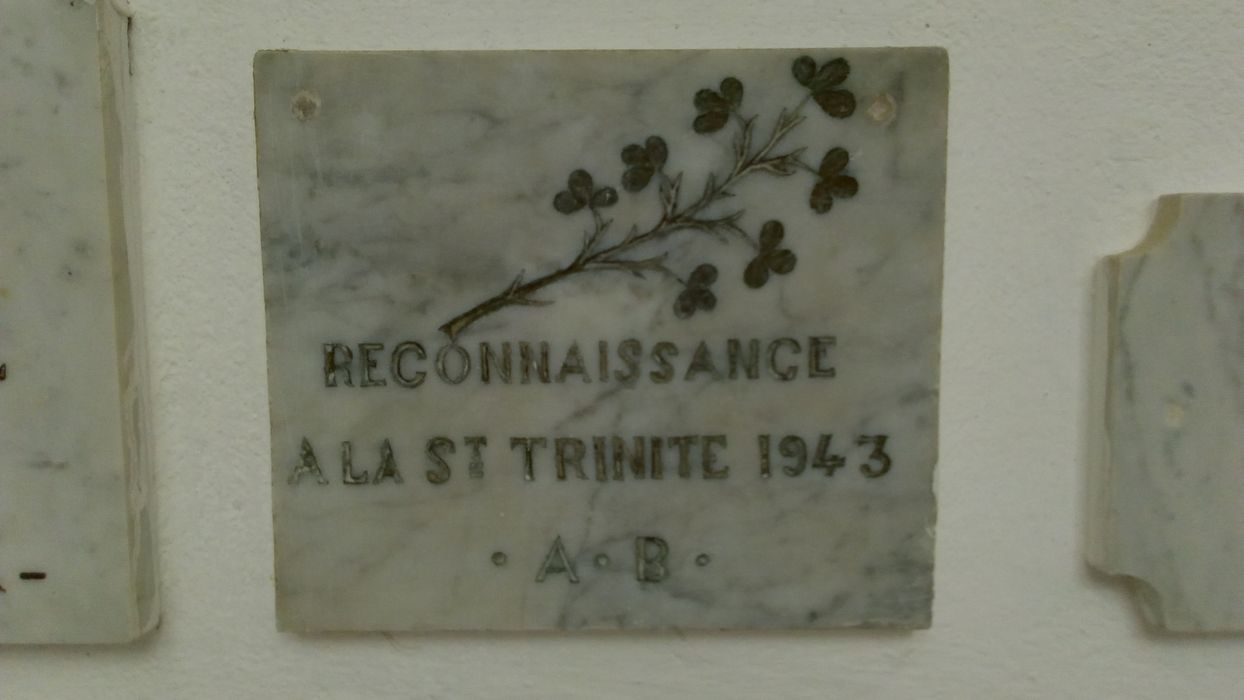 RECONNAISSANCE
A LA ST TRINITE 1943
· A · B ·